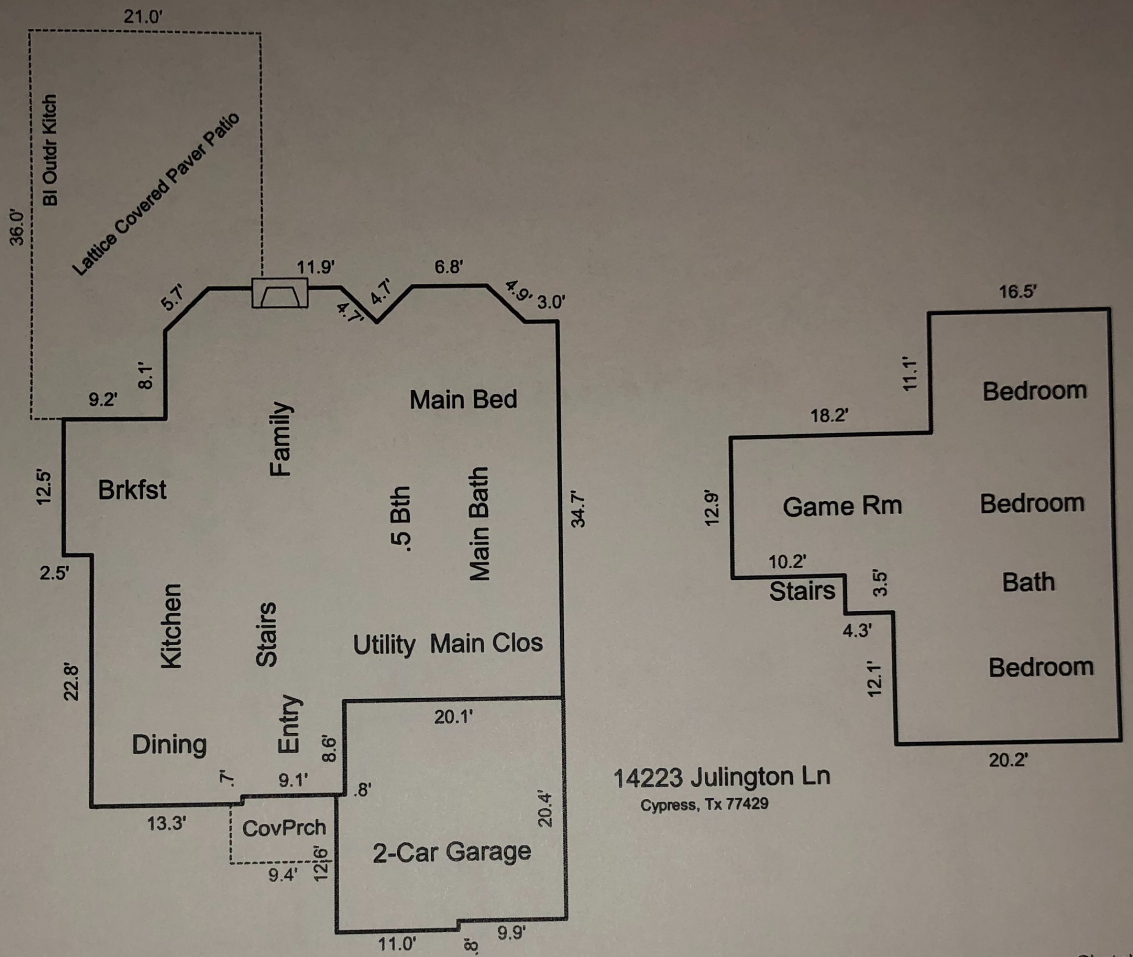 21.0'
BI Outdr Kitch
Lattice Covered Paver Patio
36.0'
11.9'
6.8'
5.7'
4.7'
4.7'
4.9'
3.0'
8.1'
9.2'
Main Bed
Family
12.5'
Brkfst
.5 Bth
Main Bath
34.7'
2.5'
Kitchen
Stairs
Utility
Main Clos
22.8'
20.1'
Dining
Entry
8.6'
.7'
9.1'
.8'
13.3'
CovPrch
9.4'
12.6'
2-Car Garage
20.4'
11.0'
.8'
9.9'
16.5'
11.1'
Bedroom
18.2'
12.9'
Game Rm
Bedroom
10.2'
Stairs
3.5'
Bath
4.3'
12.1'
Bedroom
20.2'
14223 Julington Ln
Cypress, Tx 77429